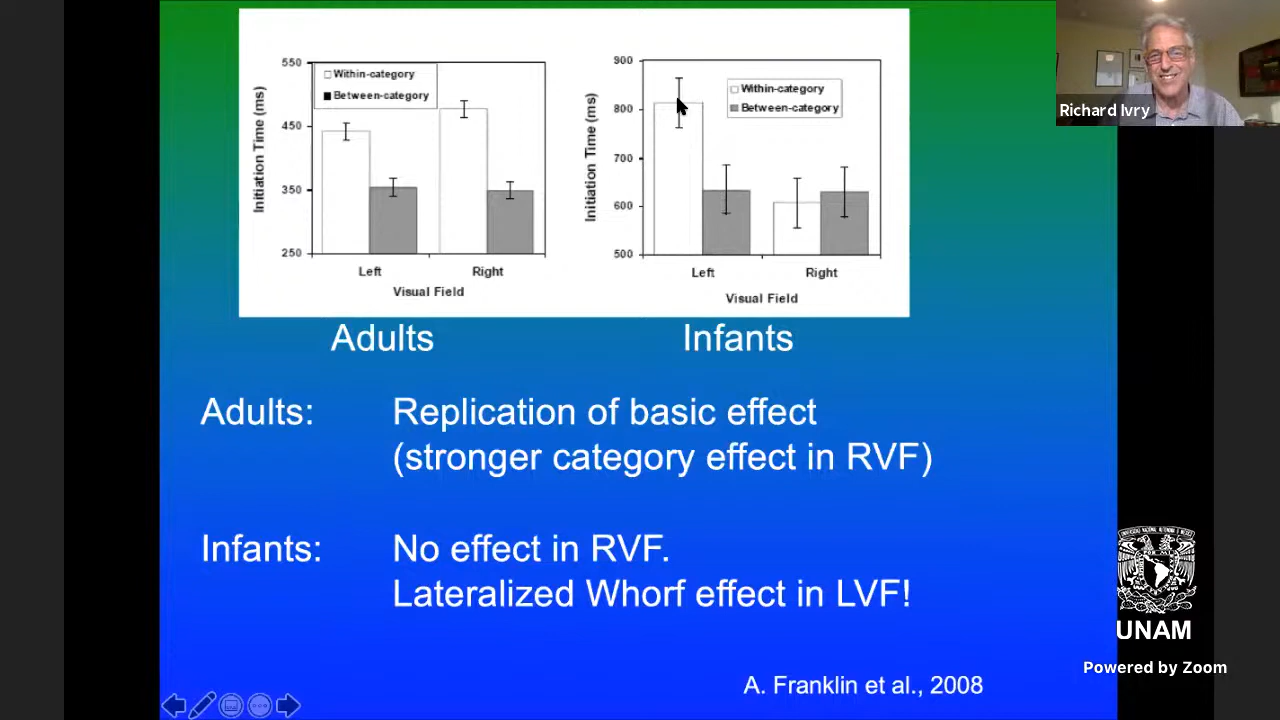 550
450
350
250
Initiation Time (ms)
Within-category
Between-category
Left
Right
Visual Field
900
800
700
600
500
Initiation Time (ms)
Within-category
Between-category
Left
Right
Visual Field
Richard Ivry
Adults
Infants
Adults:
Replication of basic effect
(stronger category effect in RVF)
Infants:
No effect in RVF.
Lateralized Whorf effect in LVF!
A. Franklin et al., 2008
UNAM
Powered by Zoom